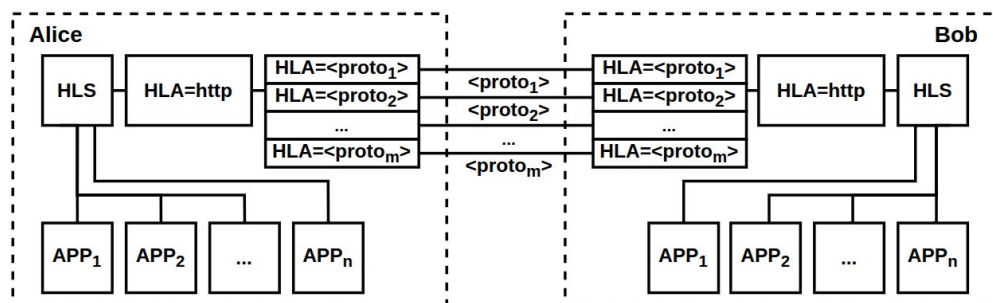 Alice
Bob
HLS
HLA=http
HLA=<proto₁>
HLA=<proto₂>
...
HLA=<protoₘ>
<proto₁>
<proto₂>
...
<protoₘ>
HLA=<proto₁>
HLA=<proto₂>
...
HLA=<protoₘ>
HLA=http
HLS
APP₁
APP₂
...
APPₙ
APP₁
APP₂
...
APPₙ